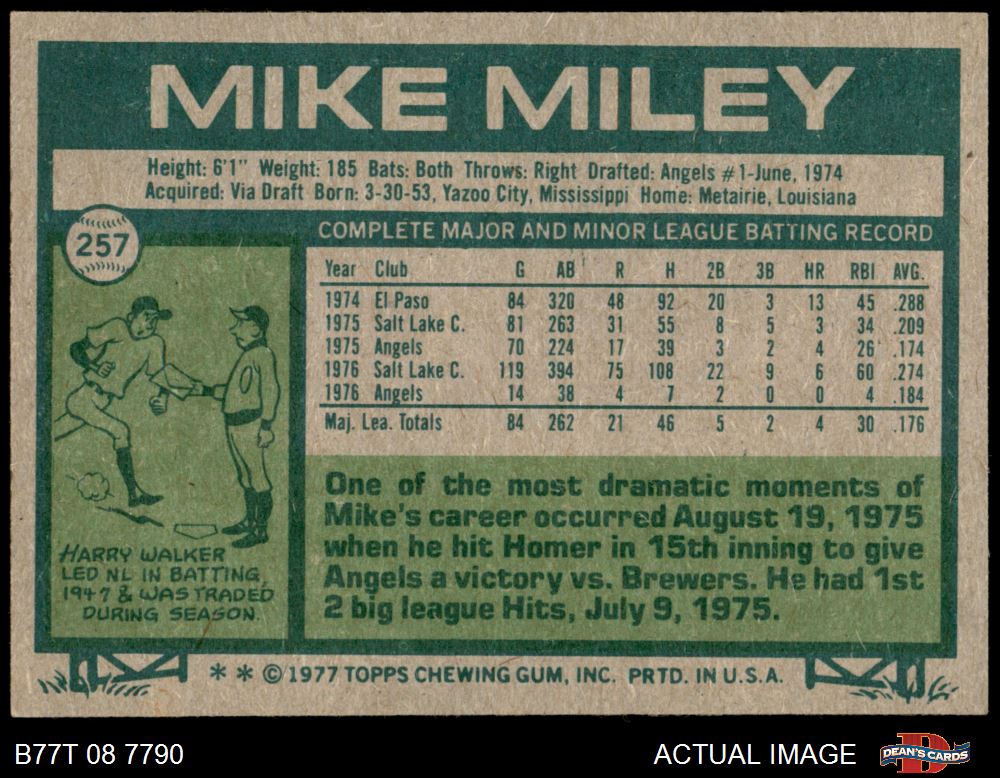 MIKE MILEY
Height: 6'1" Weight: 185 Bats: Both Throws: Right Drafted: Angels #1-June, 1974
Acquired: Via Draft Born: 3-30-53, Yazoo City, Mississippi Home: Metairie, Louisiana
257
COMPLETE MAJOR AND MINOR LEAGUE BATTING RECORD
Year Club G AB R H 2B 3B HR RBI AVG.
1974 El Paso 84 320 48 92 20 3 13 45 .288
1975 Salt Lake C. 81 263 31 55 8 5 3 34 .209
1975 Angels 70 224 17 39 3 2 4 26 .174
1976 Salt Lake C. 119 394 75 108 22 9 6 60 .274
1976 Angels 14 38 4 7 2 0 0 4 .184
Maj. Lea. Totals 84 262 21 46 5 2 4 30 .176
HARRY WALKER
LED NL IN BATTING,
1947 & WAS TRADED
DURING SEASON.
One of the most dramatic moments of
Mike's career occurred August 19, 1975
when he hit Homer in 15th inning to give
Angels a victory vs. Brewers. He had 1st
2 big league Hits, July 9, 1975.
* * © 1977 TOPPS CHEWING GUM, INC. PRTD. IN U.S.A.
B77T 08 7790
ACTUAL IMAGE
D
DEAN'S CARDS